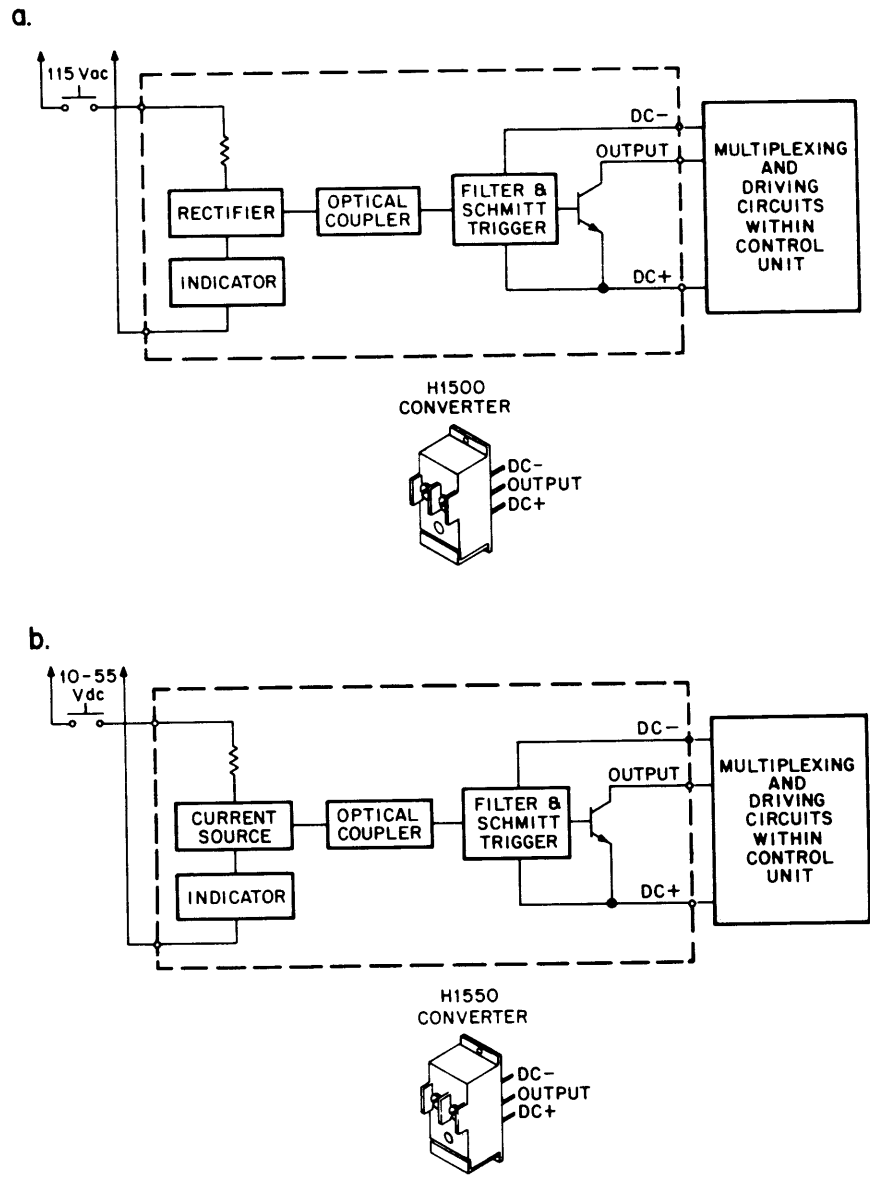 a.
115 Vac
DC-
OUTPUT
DC+
RECTIFIER
INDICATOR
OPTICAL
COUPLER
FILTER &
SCHMITT
TRIGGER
MULTIPLEXING
AND
DRIVING
CIRCUITS
WITHIN
CONTROL
UNIT
H1500
CONVERTER
DC-
OUTPUT
DC+
b.
10-55
Vdc
DC-
OUTPUT
DC+
CURRENT
SOURCE
INDICATOR
OPTICAL
COUPLER
FILTER &
SCHMITT
TRIGGER
MULTIPLEXING
AND
DRIVING
CIRCUITS
WITHIN
CONTROL
UNIT
H1550
CONVERTER
DC-
OUTPUT
DC+